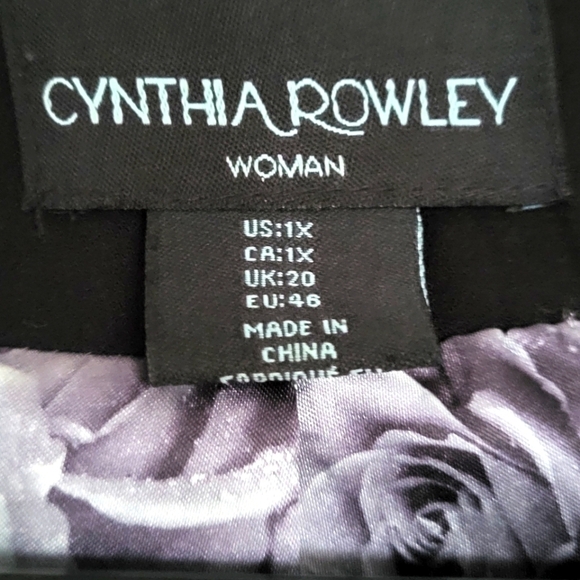 CYNTHIA ROWLEY
WOMAN
US:1X
CA:1X
UK:20
EU:46
MADE IN
CHINA